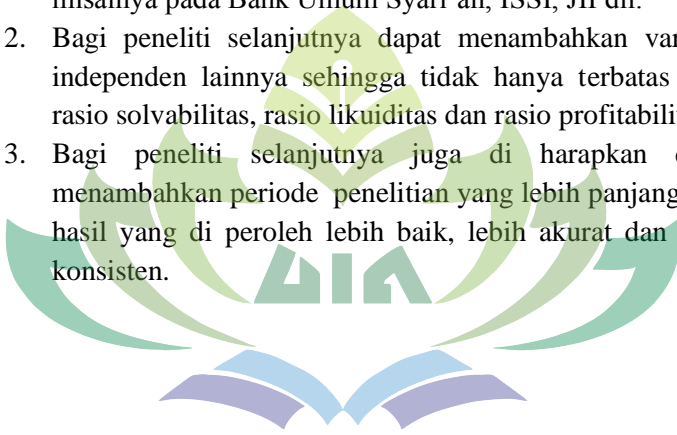 misalnya pada Bank Umum Syari'ah, ISSI, JII dll.
2. Bagi peneliti selanjutnya dapat menambahkan
independen lainnya sehingga tidak hanya terbatas
rasio solvabilitas, rasio likuiditas dan rasio
3. Bagi peneliti selanjutnya juga di harapkan
menambahkan periode penelitian yang lebih panjang
hasil yang di peroleh lebih baik, lebih akurat dan
konsisten.
UIN